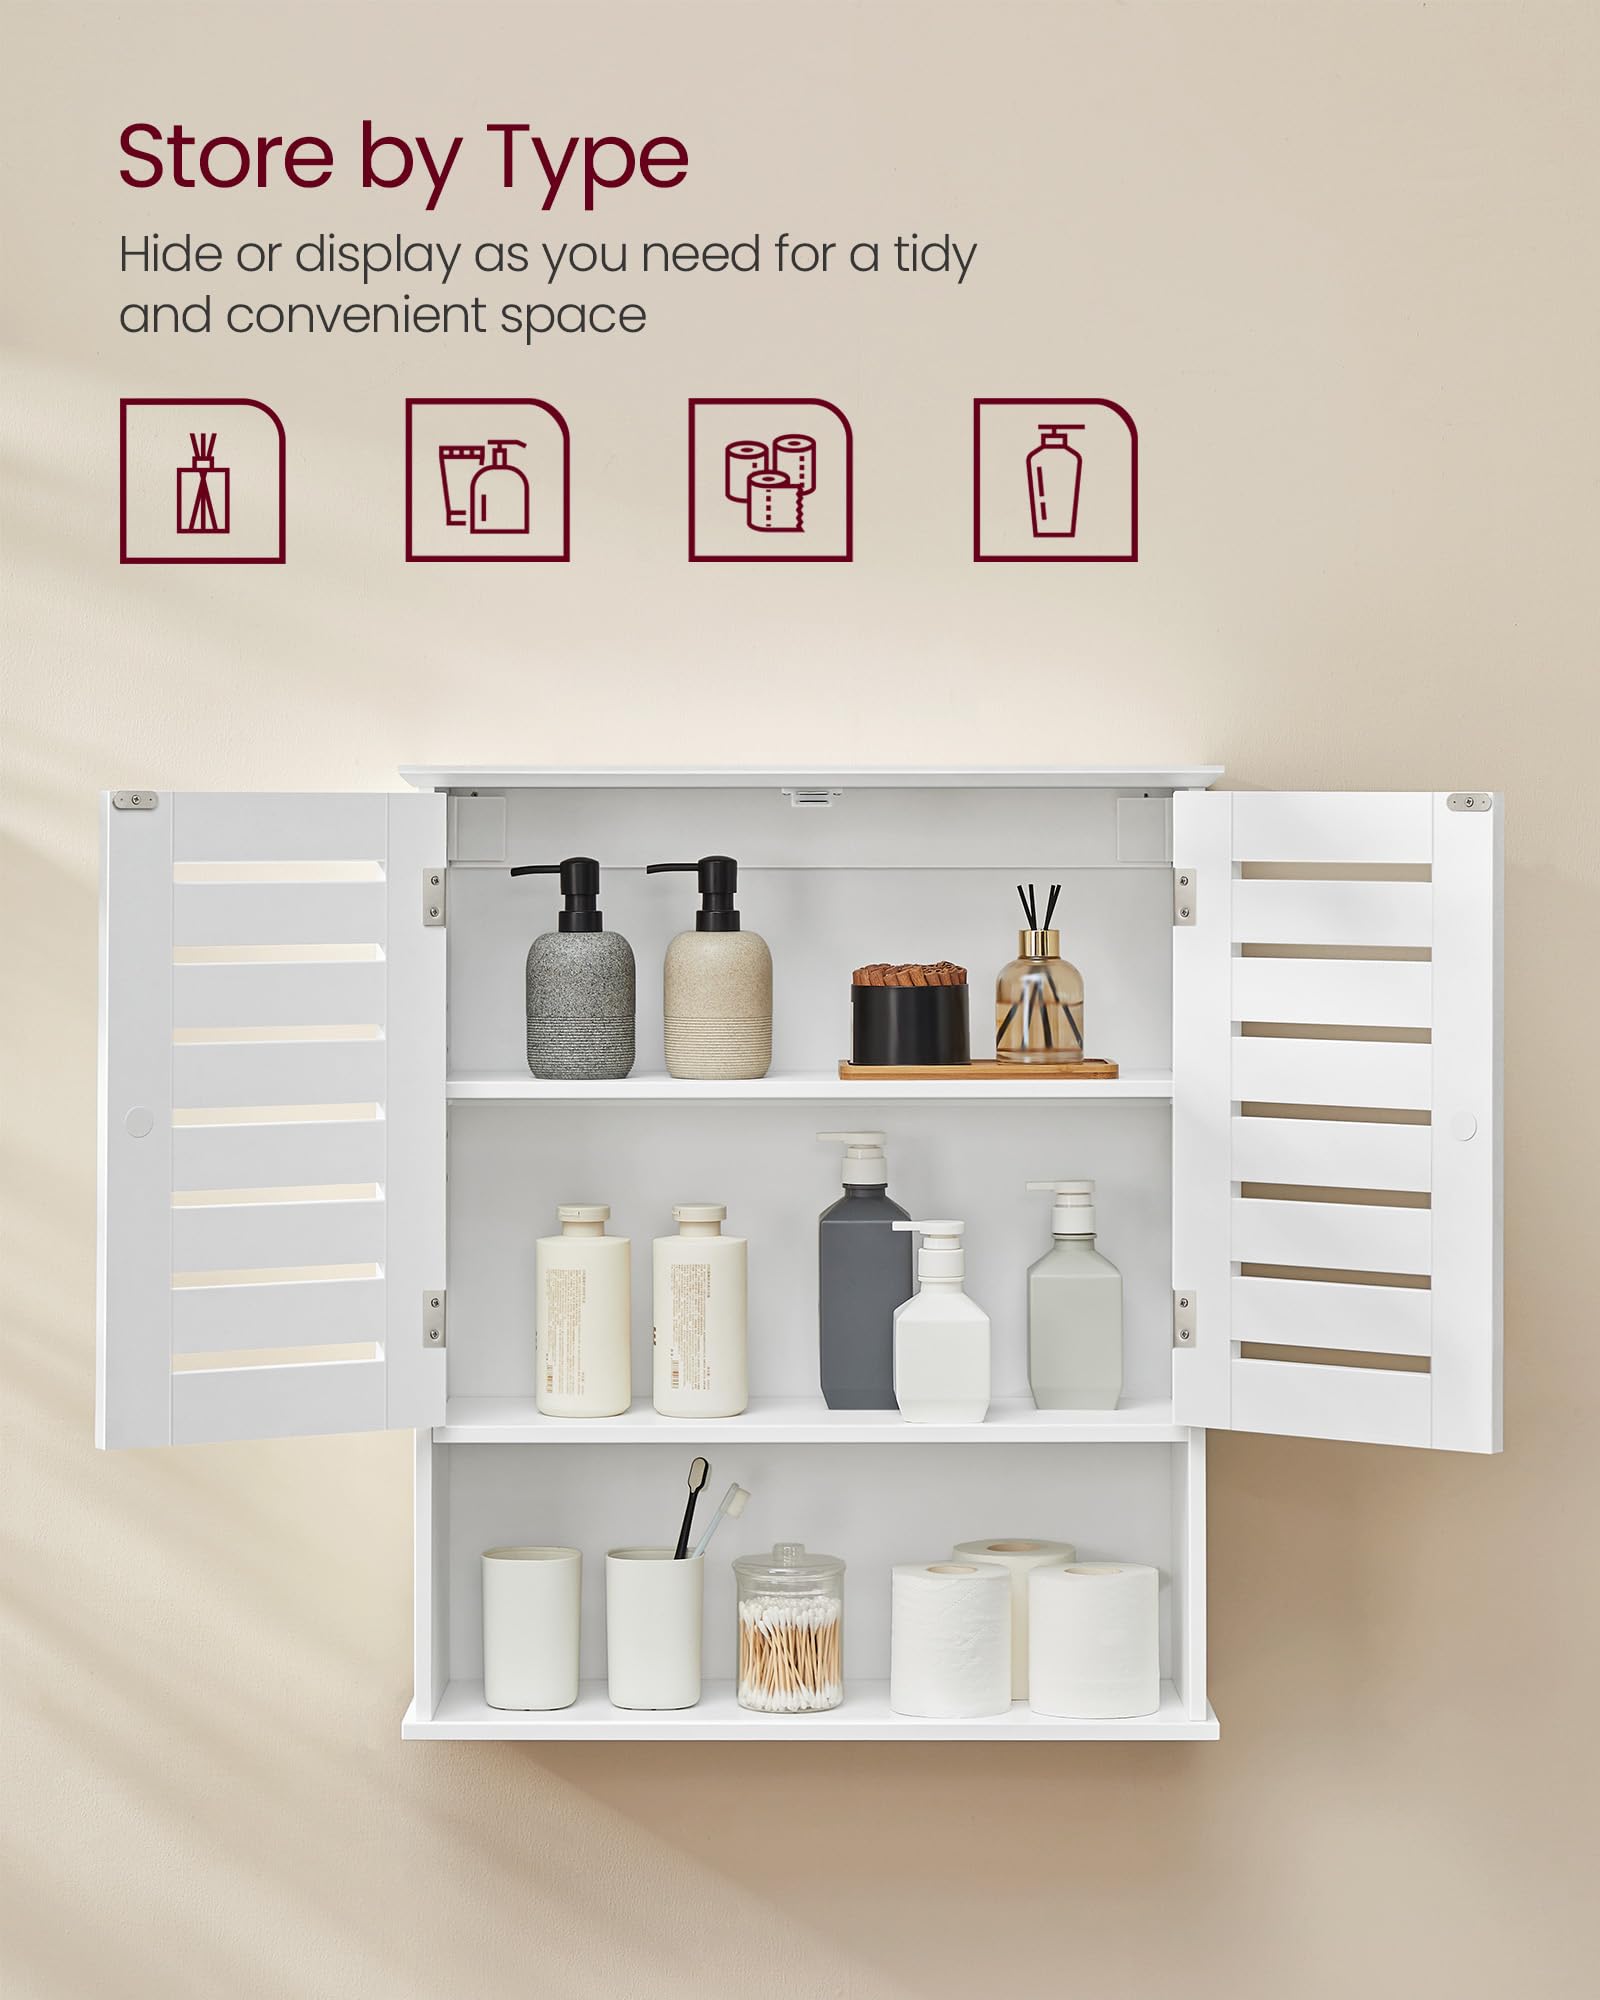 Store by Type
Hide or display as you need for a tidy
and convenient space